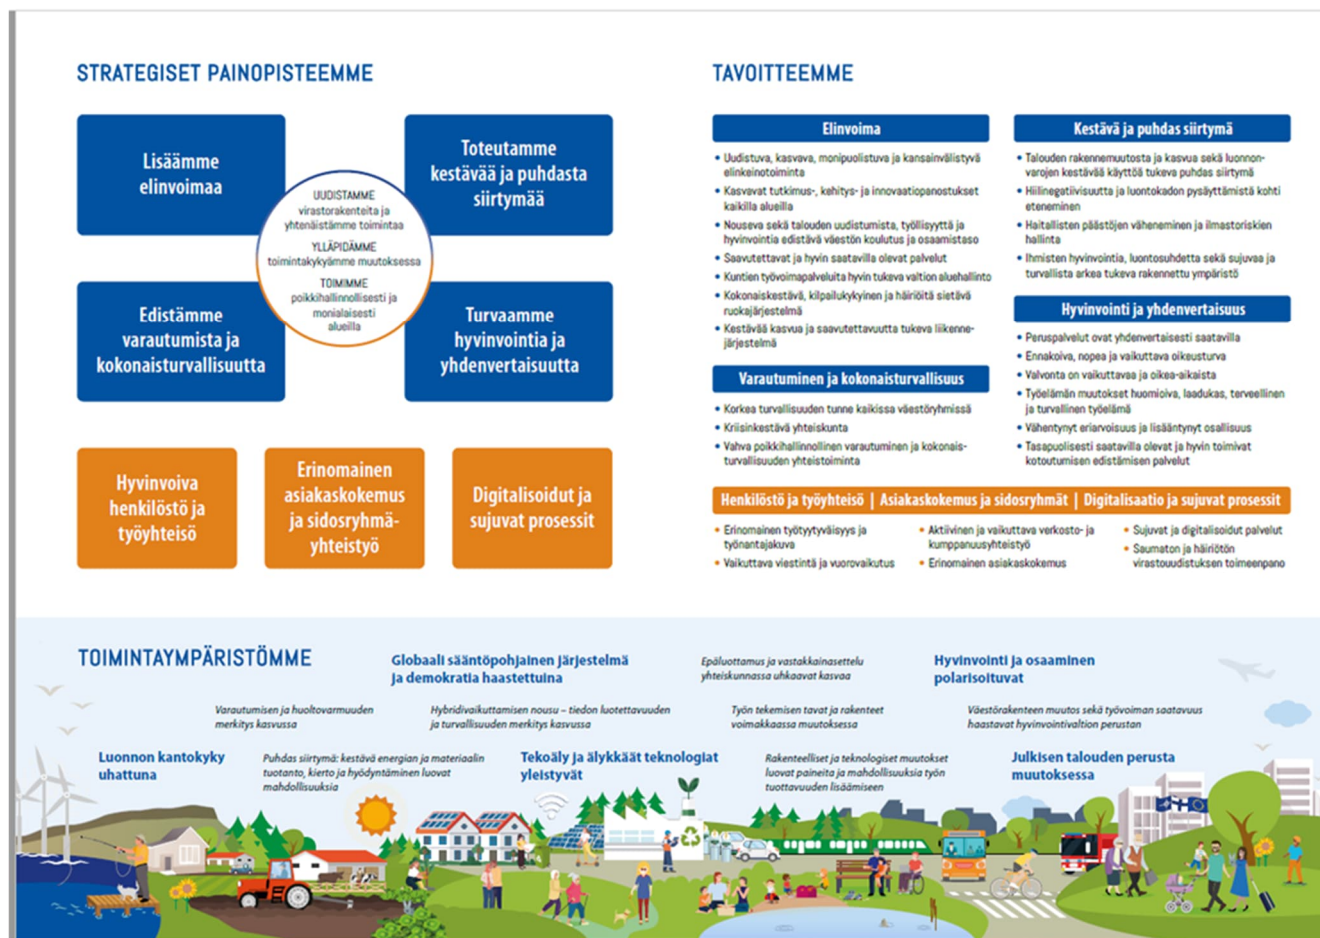 STRATEGISET PAINOPISTEEMME
Lisäämme
elinvoimaa
Toteutamme
kestävää ja puhdasta
siirtymää
UUDISTAMME
virastorakenteita ja
yhtenäistämme toimintaa
YLLÄPIDÄMME
toimintakykyämme muutoksessa
TOIMIMME
poikkihallinnollisesti ja
monialaisesti
alueilla
Edistämme
varautumista ja
kokonaisturvallisuutta
Turvaamme
hyvinvointia ja
yhdenvertaisuutta
Hyvinvoiva
henkilöstö ja
työyhteisö
Erinomainen
asiakaskokemus
ja sidosryhmä-
yhteistyö
Digitalisoidut ja
sujuvat prosessit
TAVOITTEEMME
Elinvoima
• Uudistuva, kasvava, monipuolistuva ja kansainvälistyvä
elinkeinotoiminta
• Kasvavat tutkimus-, kehitys- ja innovaatiopanostukset
kaikilla alueilla
• Nouseva sekä talouden uudistumista, työllisyyttä ja
hyvinvointia edistävä väestön koulutus ja osaamistaso
• Saavutettavat ja hyvin saatavilla olevat palvelut
• Kuntien työvoimapalveluita hyvin tukeva valtion aluehallinto
• Kokonaiskestävä, kilpailukykyinen ja häiriöitä sietävä
ruokajärjestelmä
• Kestävää kasvua ja saavutettavuutta tukeva liikenne-
järjestelmä
Varautuminen ja kokonaisturvallisuus
• Korkea turvallisuuden tunne kaikissa väestöryhmissä
• Kriisinkestävä yhteiskunta
• Vahva poikkihallinnollinen varautuminen ja kokonais-
turvallisuuden yhteistoiminta
Kestävä ja puhdas siirtymä
• Talouden rakennemuutosta ja kasvua sekä luonnon-
varojen kestävää käyttöä tukeva puhdas siirtymä
• Hiilinegatiivisuutta ja luontokadon pysäyttämistä kohti
eteneminen
• Haitallisten päästöjen väheneminen ja ilmastoriskien
hallinta
• Ihmisten hyvinvointia, luontosuhdetta sekä sujuvaa ja
turvallista arkea tukeva rakennettu ympäristö
Hyvinvointi ja yhdenvertaisuus
• Peruspalvelut ovat yhdenvertaisesti saatavilla
• Ennakoiva, nopea ja vaikuttava oikeusturva
• Valvonta on vaikuttavaa ja oikea-aikaista
• Työelämän muutokset huomioiva, laadukas, terveellinen
ja turvallinen työelämä
• Vähentynyt eriarvoisuus ja lisääntynyt osallisuus
• Tasapuolisesti saatavilla olevat ja hyvin toimivat
kotoutumisen edistämisen palvelut
Henkilöstö ja työyhteisö | Asiakaskokemus ja sidosryhmät | Digitalisaatio ja sujuvat prosessit
• Erinomainen työtyytyväisyys ja
työnantajakuva
• Vaikuttava viestintä ja vuorovaikutus
• Aktiivinen ja vaikuttava verkosto- ja
kumppanuusyhteistyö
• Erinomainen asiakaskokemus
• Sujuvat ja digitalisoidut palvelut
• Saumaton ja häiriötön
virastouudistuksen toimeenpano
TOIMINTAYMPÄRISTÖMME
Globaali sääntöpohjainen järjestelmä
ja demokratia haastettuina
Epäluottamus ja vastakkainasettelu
yhteiskunnassa uhkaavat kasvaa
Hyvinvointi ja osaaminen
polarisoituvat
Varautumisen ja huoltovarmuuden
merkitys kasvussa
Hybridivaikuttamisen nousu – tiedon luotettavuuden
ja turvallisuuden merkitys kasvussa
Työn tekemisen tavat ja rakenteet
voimakkaassa muutoksessa
Väestörakenteen muutos sekä työvoiman saatavuus
haastavat hyvinvointivaltion perustan
Luonnon kantokyky
uhattuna
Puhdas siirtymä: kestävä energian ja materiaalin
tuotanto, kierto ja hyödyntäminen luovat
mahdollisuuksia
Tekoäly ja älykkäät teknologiat
yleistyvät
Rakenteelliset ja teknologiset muutokset
luovat paineita ja mahdollisuuksia työn
tuottavuuden lisäämiseen
Julkisen talouden perusta
muutoksessa